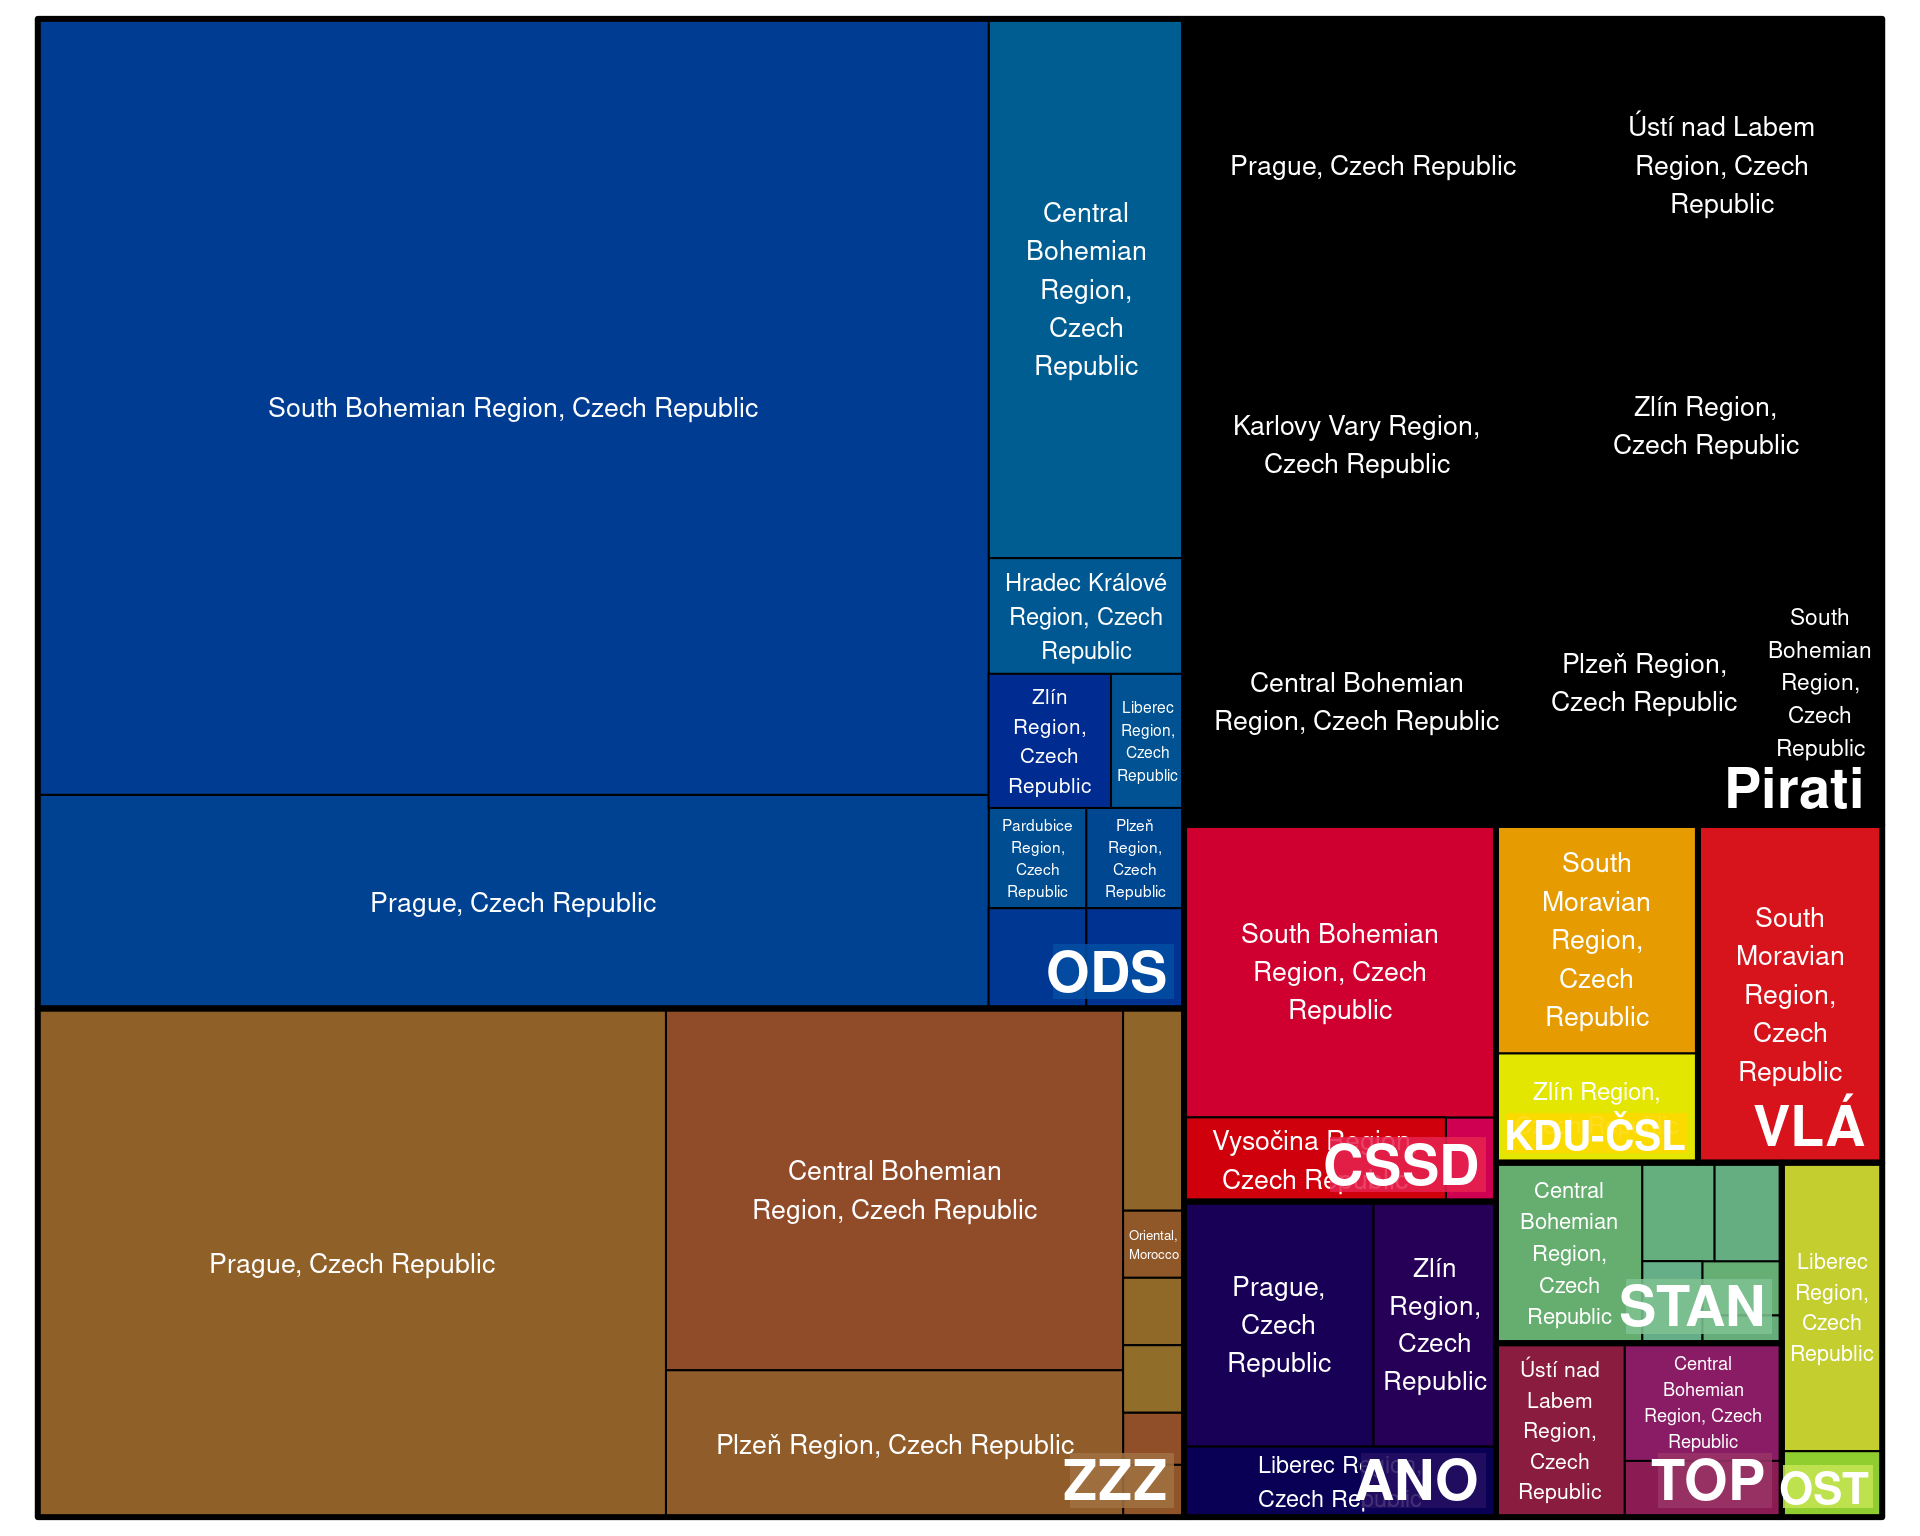 South Bohemian Region, Czech Republic
Prague, Czech Republic
Central
Bohemian
Region,
Czech
Republic
Hradec Králové
Region, Czech
Republic
Zlín
Region,
Czech
Republic
Liberec
Region,
Czech
Republic
Pardubice
Region,
Czech
Republic
Plzeň
Region,
Czech
Republic
ODS
Prague, Czech Republic
Central Bohemian
Region, Czech Republic
Plzeň Region, Czech Republic
Oriental,
Morocco
ZZZ
Prague, Czech Republic
Ústí nad Labem
Region, Czech
Republic
Karlovy Vary Region,
Czech Republic
Zlín Region,
Czech Republic
Central Bohemian
Region, Czech Republic
Plzeň Region,
Czech Republic
South
Bohemian
Region,
Czech
Republic
Pirati
South Bohemian
Region, Czech
Republic
Vysočina Region,
Czech Republic
CSSD
South
Moravian
Region,
Czech
Republic
Zlín Region,
KDU-ČSL
South
Moravian
Region,
Czech
Republic
VLÁ
Prague,
Czech
Republic
Zlín
Region,
Czech
Republic
Liberec Region,
Czech Republic
ANO
Central
Bohemian
Region,
Czech
Republic
STAN
Liberec
Region,
Czech
Republic
OST
Ústí nad
Labem
Region,
Czech
Republic
Central
Bohemian
Region, Czech
Republic
TOP